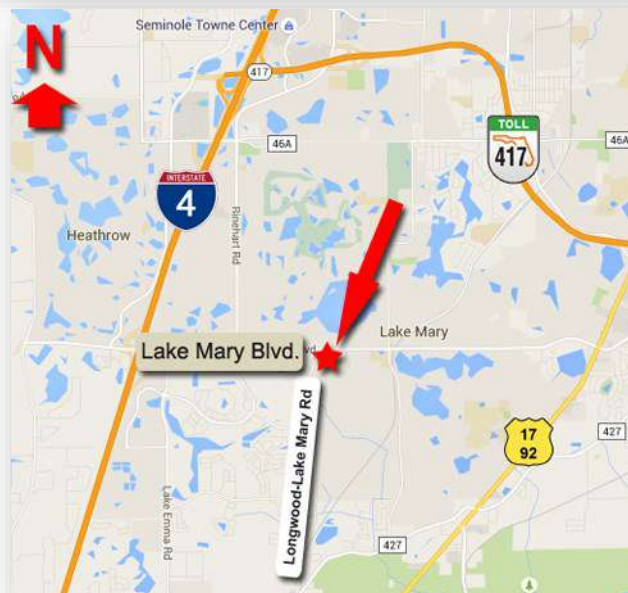 Seminole Towne Center
N
417
TOLL
417
46A
46A
INTERSTATE
4
Rinehart Rd
Heathrow
Lake Mary
Lake Mary Blvd.
vd
Longwood-Lake Mary Rd
17
92
427
Lake Emma Rd
427